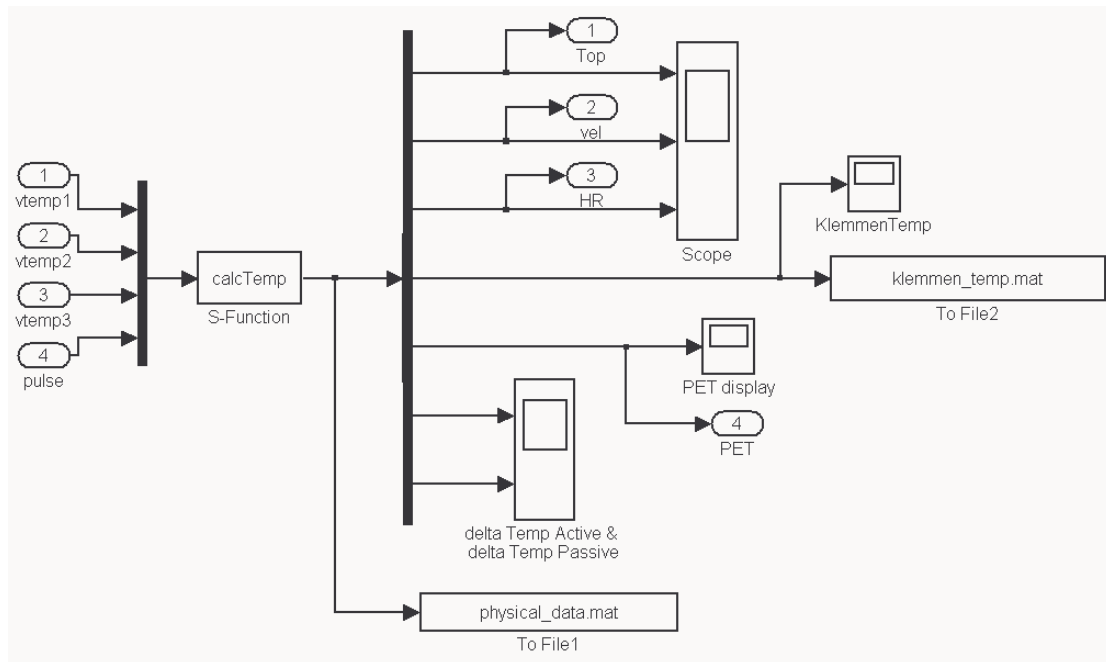 1
Top
2
vel
3
HR
Scope
1
vtemp1
2
vtemp2
3
vtemp3
4
pulse
calcTemp
S-Function
KlemmenTemp
klemmen_temp.mat
To File2
PET display
4
PET
delta Temp Active &
delta Temp Passive
physical_data.mat
To File1